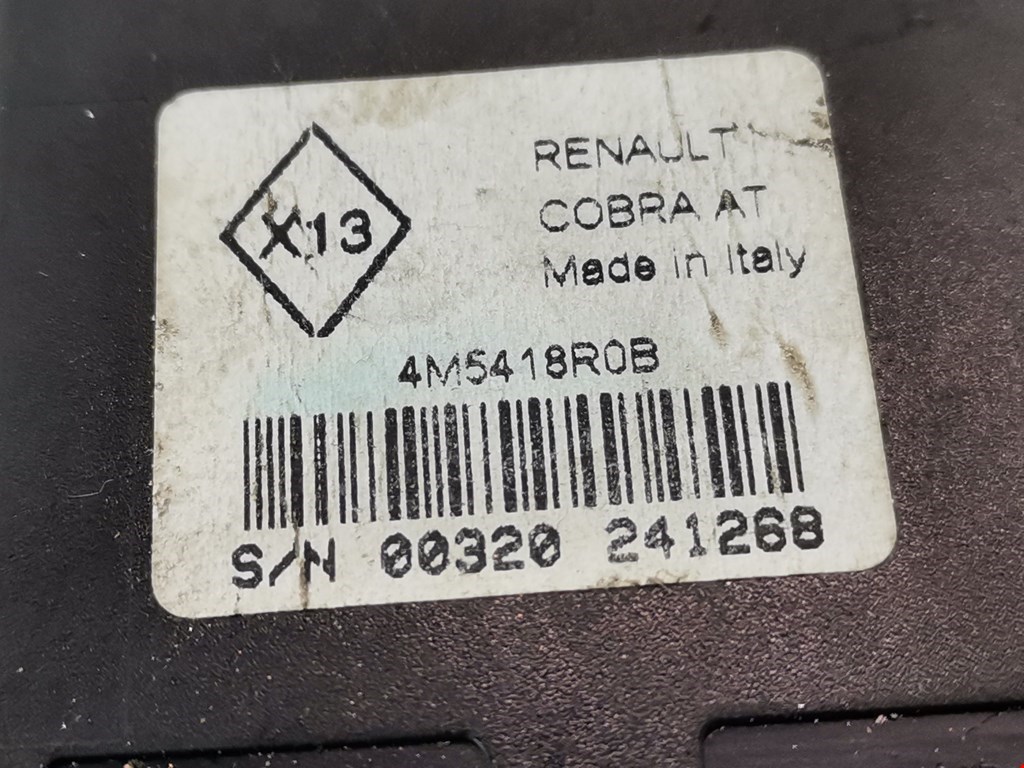 X13
RENAULT
COBRA AT
Made in Italy
4M5418R0B
S/N 00320 241268